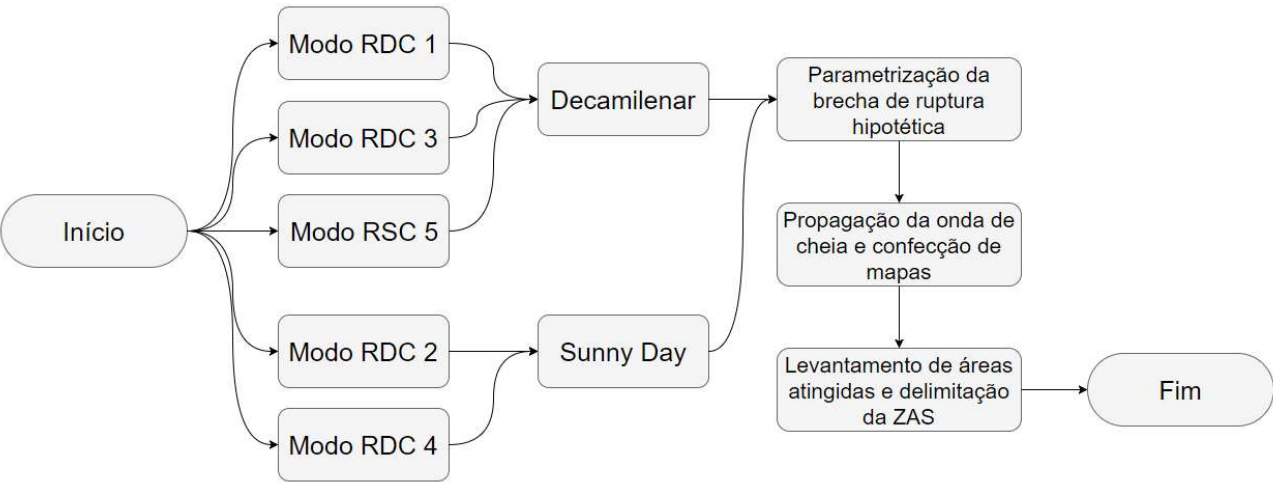 Início
Modo RDC 1
Modo RDC 3
Modo RSC 5
Modo RDC 2
Modo RDC 4
Decamilenar
Sunny Day
Parametrização da
brecha de ruptura
hipotética
Propagação da onda de
cheia e confecção de
mapas
Levantamento de áreas
atingidas e delimitação
da ZAS
Fim